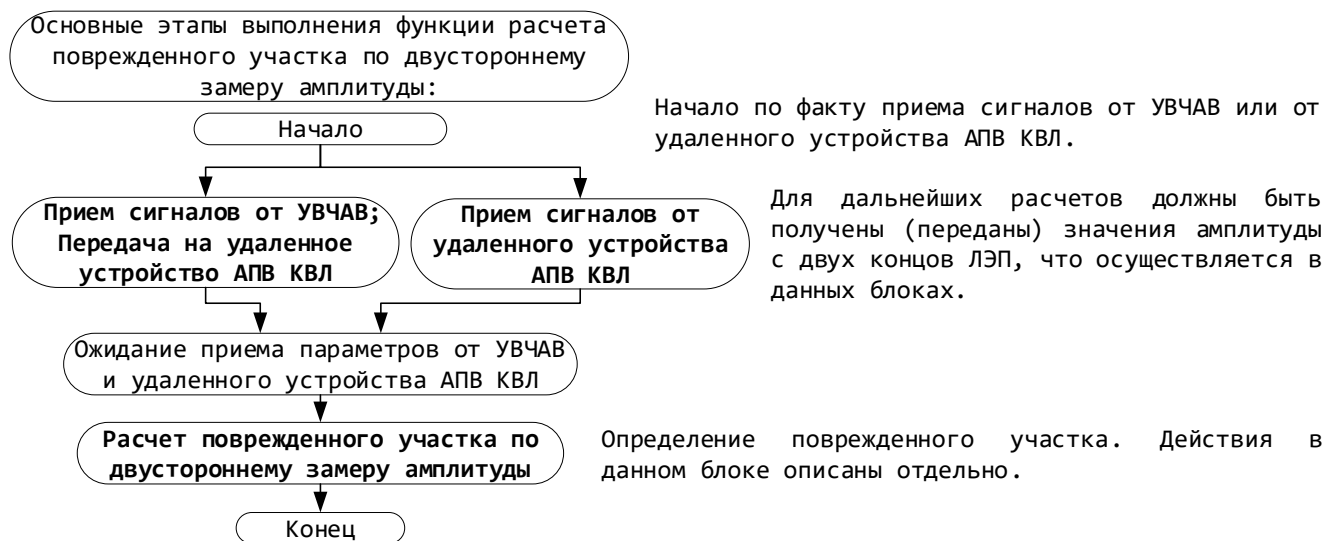 Основные этапы выполнения функции расчета
поврежденного участка по двустороннему
замеру амплитуды:
Начало
Начало по факту приема сигналов от УВЧАВ или от
удаленного устройства АПВ КВЛ.
Прием сигналов от УВЧАВ;
Передача на удаленное
устройство АПВ КВЛ
Прием сигналов от
удаленного устройства
АПВ КВЛ
Для дальнейших расчетов должны быть
получены (переданы) значения амплитуды
с двух концов ЛЭП, что осуществляется в
данных блоках.
Ожидание приема параметров от УВЧАВ
и удаленного устройства АПВ КВЛ
Расчет поврежденного участка по
двустороннему замеру амплитуды
Определение поврежденного участка. Действия в
данном блоке описаны отдельно.
Конец